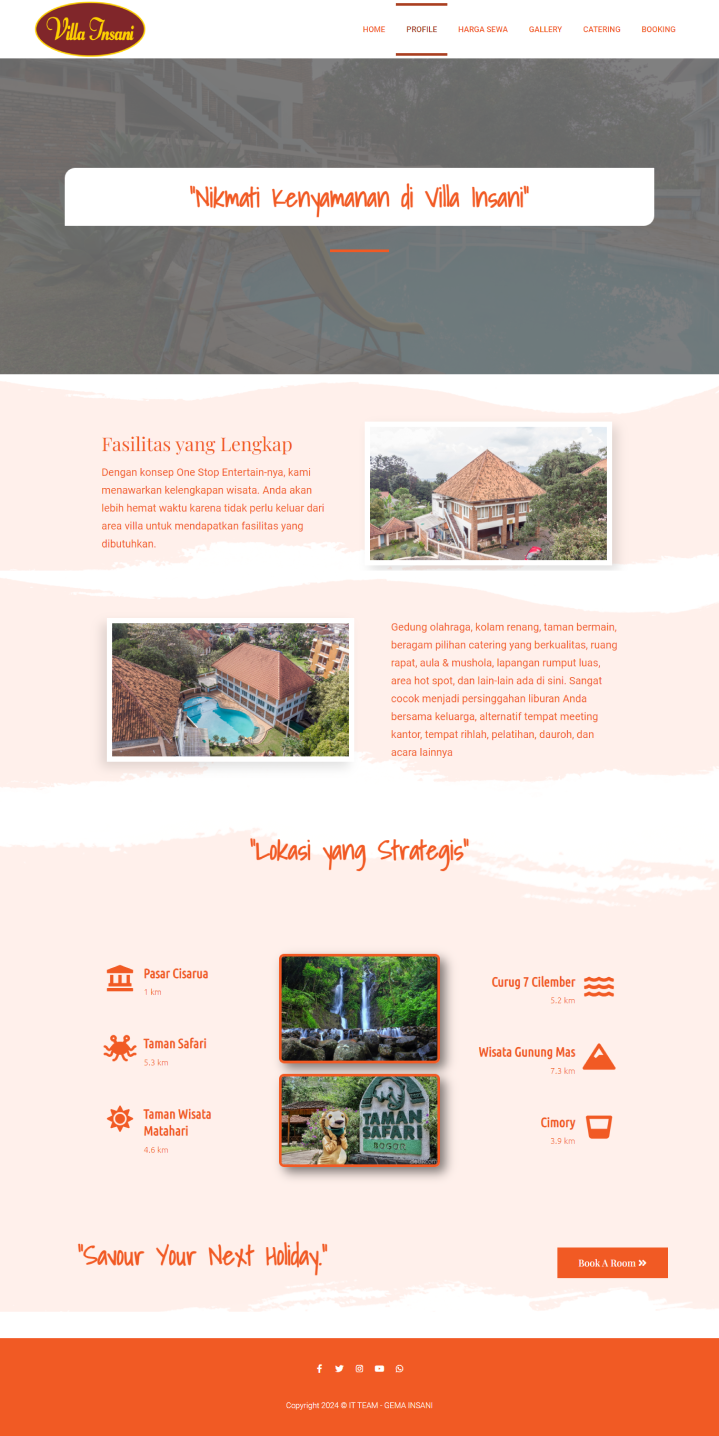 Villa Insani
HOME PROFILE HARGA SEWA GALLERY CATERING BOOKING
"Nikmati Kenyamanan di Villa Insani"
Fasilitas yang Lengkap
Dengan konsep One Stop Entertain-nya, kami
menawarkan kelengkapan wisata. Anda akan
lebih hemat waktu karena tidak perlu keluar dari
area villa untuk mendapatkan fasilitas yang
dibutuhkan.
Gedung olahraga, kolam renang, taman bermain,
beragam pilihan catering yang berkualitas, ruang
rapat, aula & mushola, lapangan rumput luas,
area hot spot, dan lain-lain ada di sini. Sangat
cocok menjadi persinggahan liburan Anda
bersama keluarga, alternatif tempat meeting
kantor, tempat rihlah, pelatihan, dauroh, dan
acara lainnya
"Lokasi yang Strategis"
Pasar Cisarua
1 km
Taman Safari
5.3 km
Taman Wisata
Matahari
4.6 km
TAMAN
SAFARI
BOGOR
Curug 7 Cilember
5.2 km
Wisata Gunung Mas
7.3 km
Cimory
3.9 km
"Savour Your Next Holiday."
Book A Room
Copyright 2024 © IT TEAM - GEMA INSANI